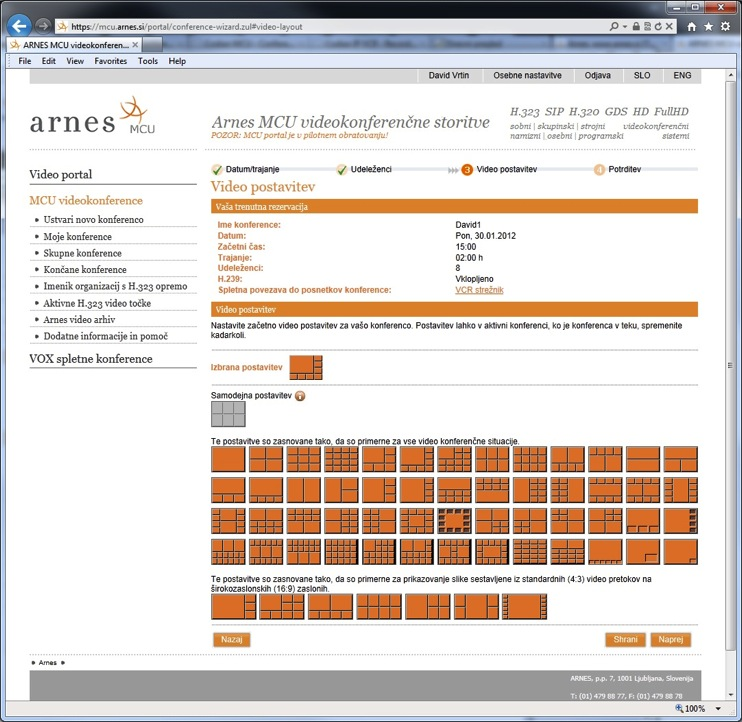 https://mcu.arnes.si/portal/conference-wizard.zul#video-layout
ARNES MCU videokonferen...
File Edit View Favorites Tools Help
David Vrtin Osebne nastavitve Odjava SLO ENG
arnes MCU
Arnes MCU videokonferenčne storitve
POZOR: MCU portal je v pilotnem obratovanju!
H.323 SIP H.320 GDS HD FullHD
sobni | skupinski | strojni videokonferenčni
namizni | osebni | programski sistemi
Video portal
MCU videokonference
Ustvari novo konferenco
Moje konference
Skupne konference
Končane konference
Imenik organizacij s H.323 opremo
Aktivne H.323 video točke
Arnes video arhiv
Dodatne informacije in pomoč
VOX spletne konference
Datum/trajanje Udeleženci 3 Video postavitev 4 Potrditev
Video postavitev
Vaša trenutna rezervacija
Ime konference: David1
Datum: Pon, 30.01.2012
Začetni čas: 15:00
Trajanje: 02:00 h
Udeleženci: 8
H.239: Vklopljeno
Spletna povezava do posnetkov konference: VCR strežnik
Video postavitev
Nastavite začetno video postavitev za vašo konferenco. Postavitev lahko v aktivni konferenci, ko je konferenca v teku, spremenite
kadarkoli.
Izbrana postavitev
Samodejna postavitev
Te postavitve so zasnovane tako, da so primerne za vse video konferenčne situacije.
Te postavitve so zasnovane tako, da so primerne za prikazovanje slike sestavljene iz standardnih (4:3) video pretokov na
širokozaslonskih (16:9) zaslonih.
Nazaj Shrani Naprej
Arnes
ARNES, p.p. 7, 1001 Ljubljana, Slovenija
T: (01) 479 88 77, F: (01) 479 88 78
100%